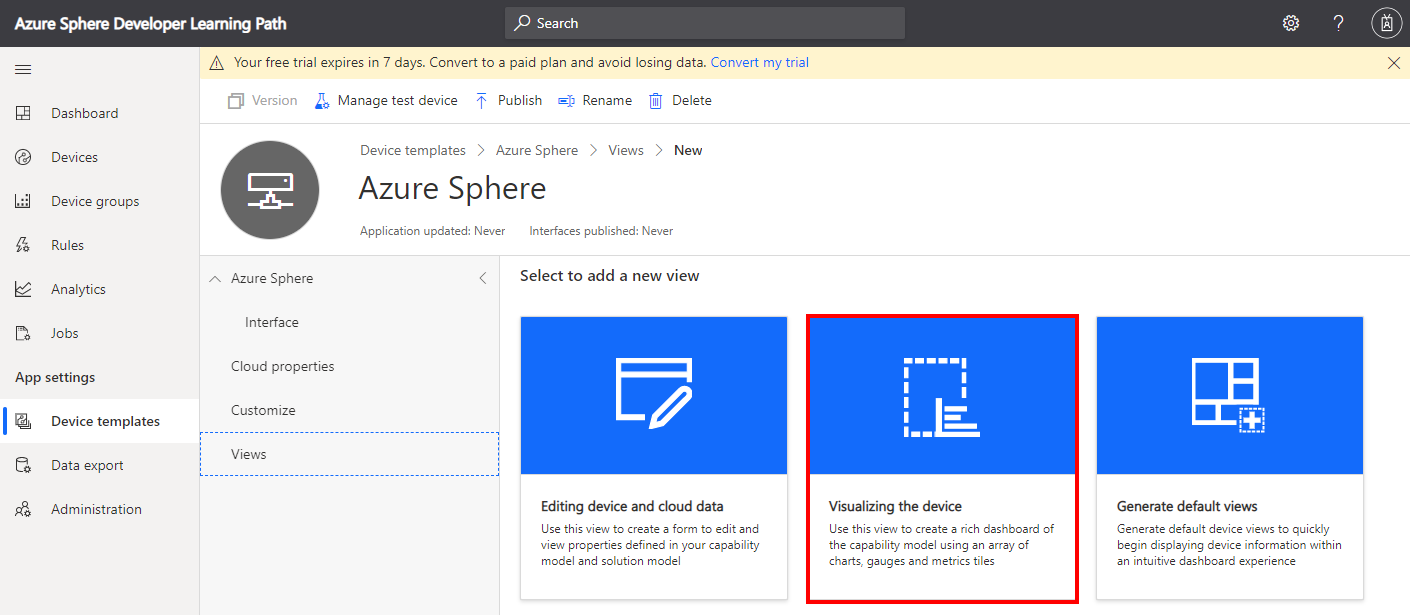 Azure Sphere Developer Learning Path
Search
?
Your free trial expires in 7 days. Convert to a paid plan and avoid losing data. Convert my trial
Version Manage test device Publish Rename Delete
Dashboard
Devices
Device groups
Rules
Analytics
Jobs
App settings
Device templates
Data export
Administration
Device templates > Azure Sphere > Views > New
Azure Sphere
Application updated: Never Interfaces published: Never
Azure Sphere
Interface
Cloud properties
Customize
Views
Select to add a new view
Editing device and cloud data
Use this view to create a form to edit and
view properties defined in your capability
model and solution model
Visualizing the device
Use this view to create a rich dashboard of
the capability model using an array of
charts, gauges and metrics tiles
Generate default views
Generate default device views to quickly
begin displaying device information within
an intuitive dashboard experience